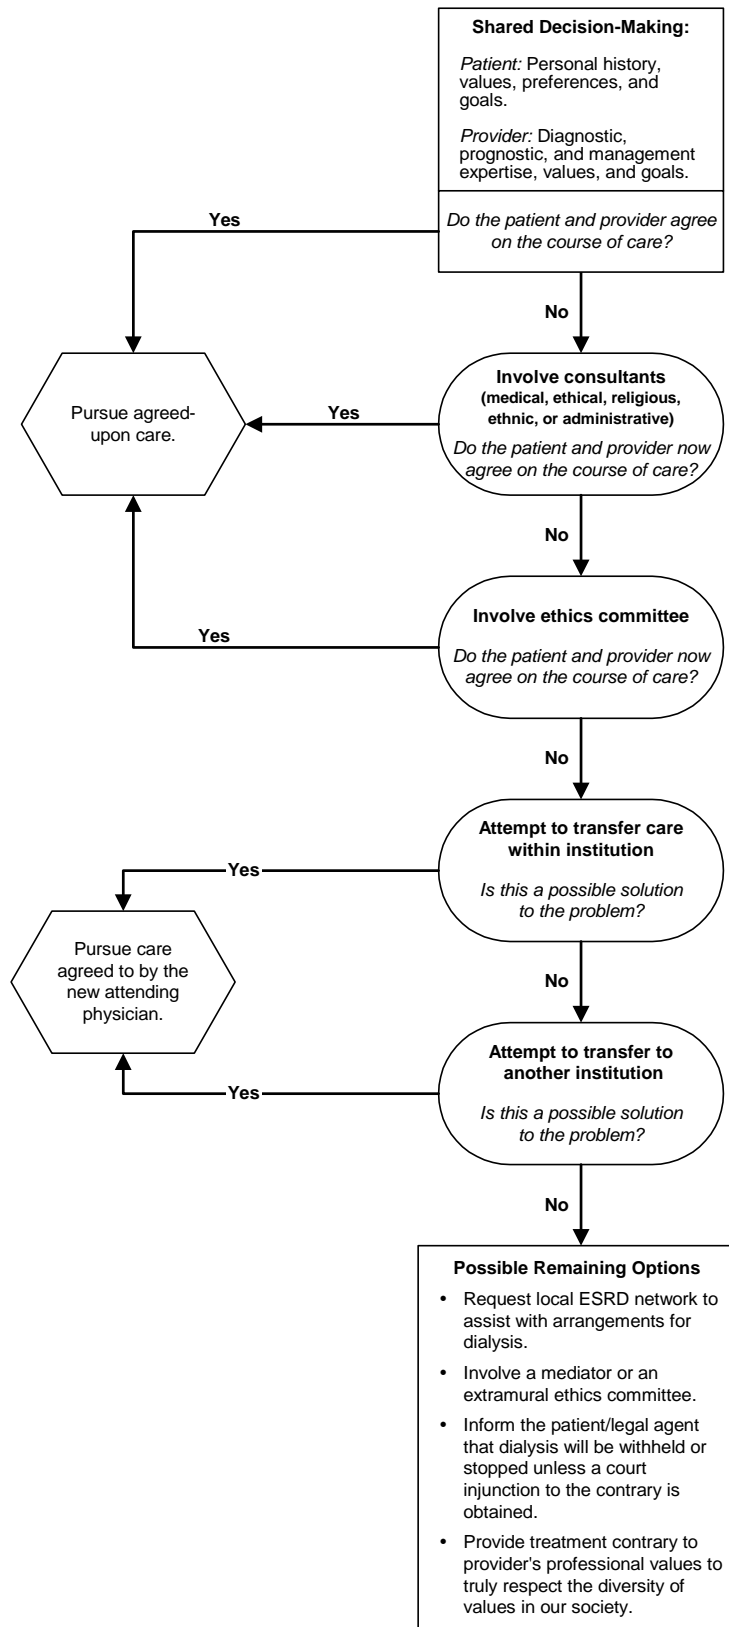 Shared Decision-Making:
Patient: Personal history,
values, preferences, and
goals.
Provider: Diagnostic,
prognostic, and management
expertise, values, and goals.
Yes
Do the patient and provider agree
on the course of care?
No
Pursue agreed-
upon care.
Yes
Involve consultants
(medical, ethical, religious,
ethnic, or administrative)
Do the patient and provider now
agree on the course of care?
No
Yes
Involve ethics committee
Do the patient and provider now
agree on the course of care?
No
Yes
Attempt to transfer care
within institution
Is this a possible solution
to the problem?
Pursue care
agreed to by the
new attending
physician.
No
Yes
Attempt to transfer to
another institution
Is this a possible solution
to the problem?
No
Possible Remaining Options
• Request local ESRD network to
assist with arrangements for
dialysis.
• Involve a mediator or an
extramural ethics committee.
• Inform the patient/legal agent
that dialysis will be withheld or
stopped unless a court
injunction to the contrary is
obtained.
• Provide treatment contrary to
provider's professional values to
truly respect the diversity of
values in our society.